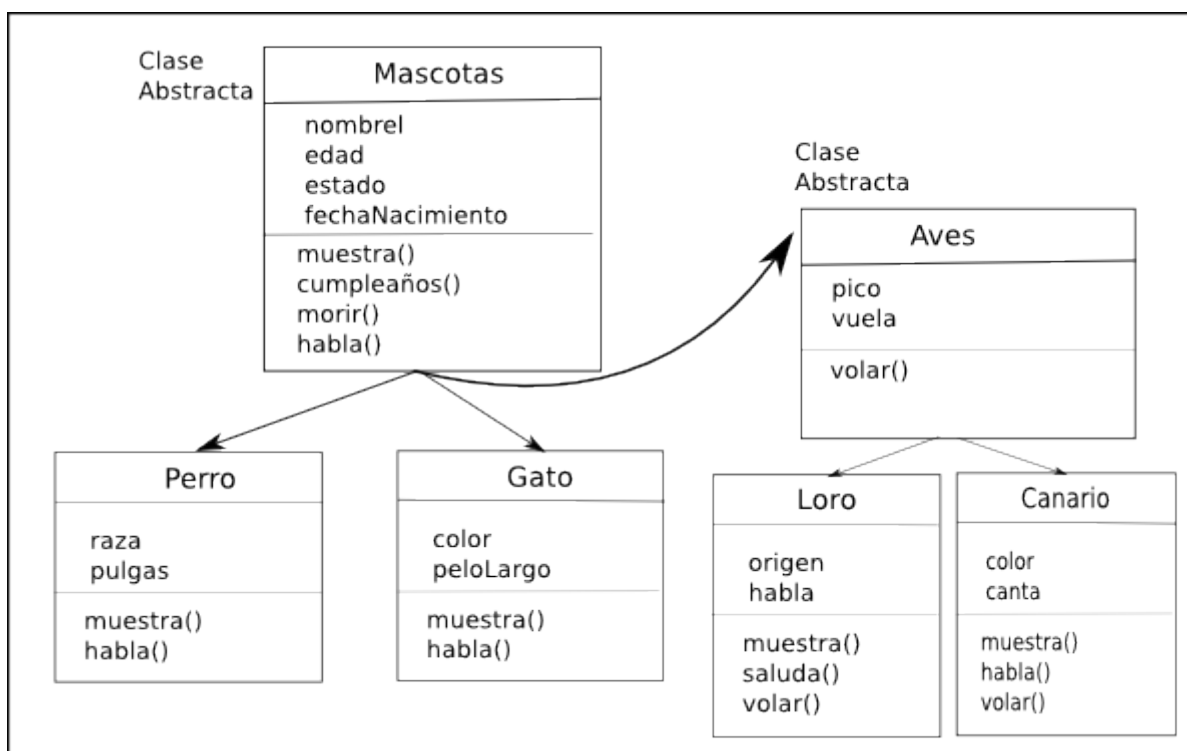 Clase
Abstracta
Mascotas
nombrel
edad
estado
fechaNacimiento
muestra()
cumpleaños()
morir()
habla()
Clase
Abstracta
Aves
pico
vuela
volar()
Perro
raza
pulgas
muestra()
habla()
Gato
color
peloLargo
muestra()
habla()
Loro
origen
habla
muestra()
saluda()
volar()
Canario
color
canta
muestra()
habla()
volar()